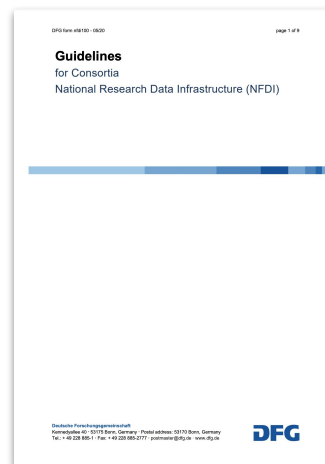 DFG form nfdi100 - 05/20 page 1 of 9
Guidelines
for Consortia
National Research Data Infrastructure (NFDI)
Deutsche Forschungsgemeinschaft
Kennedyallee 40 · 53175 Bonn, Germany · Postal address: 53170 Bonn, Germany
Tel.: + 49 228 885-1 · Fax: + 49 228 885-2777 · postmaster@dfg.de · www.dfg.de
DFG